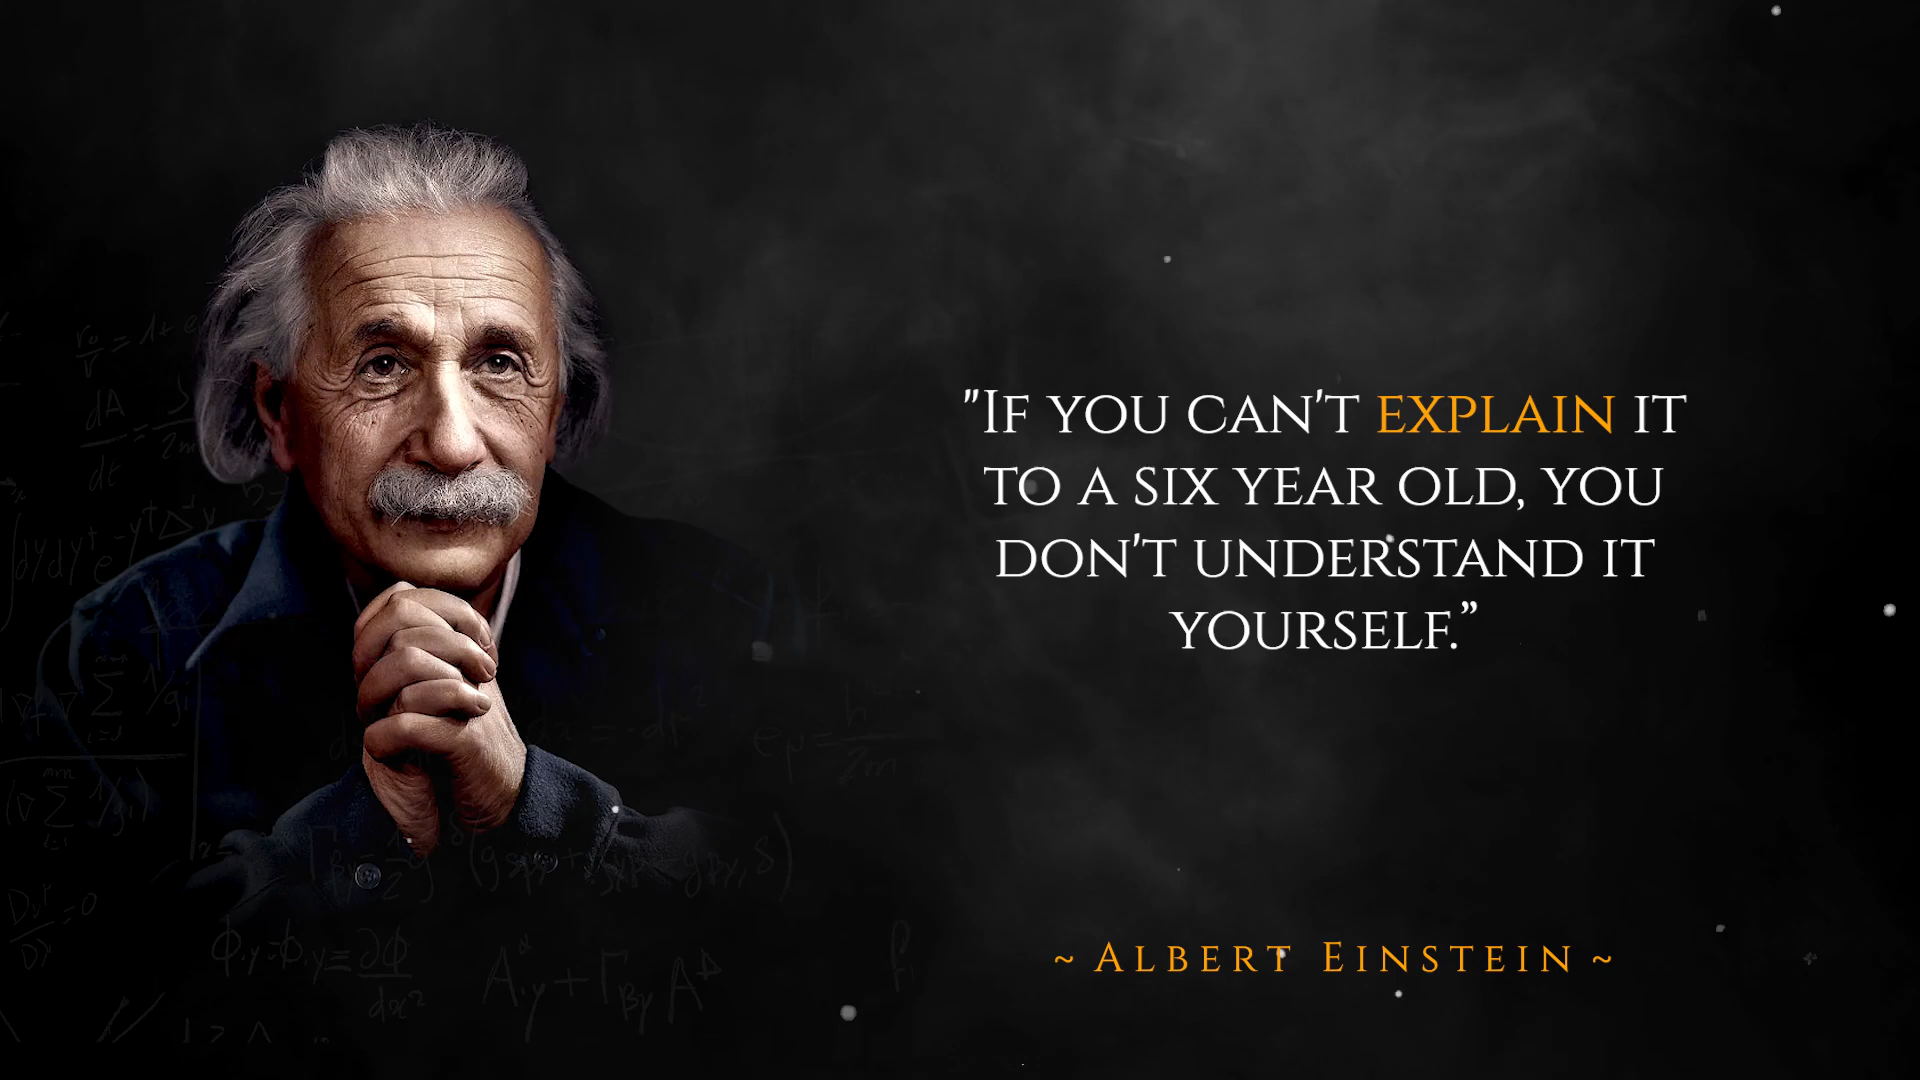 "If you can't explain it
to a six year old, you
don't understand it
yourself.”
~ Albert Einstein ~